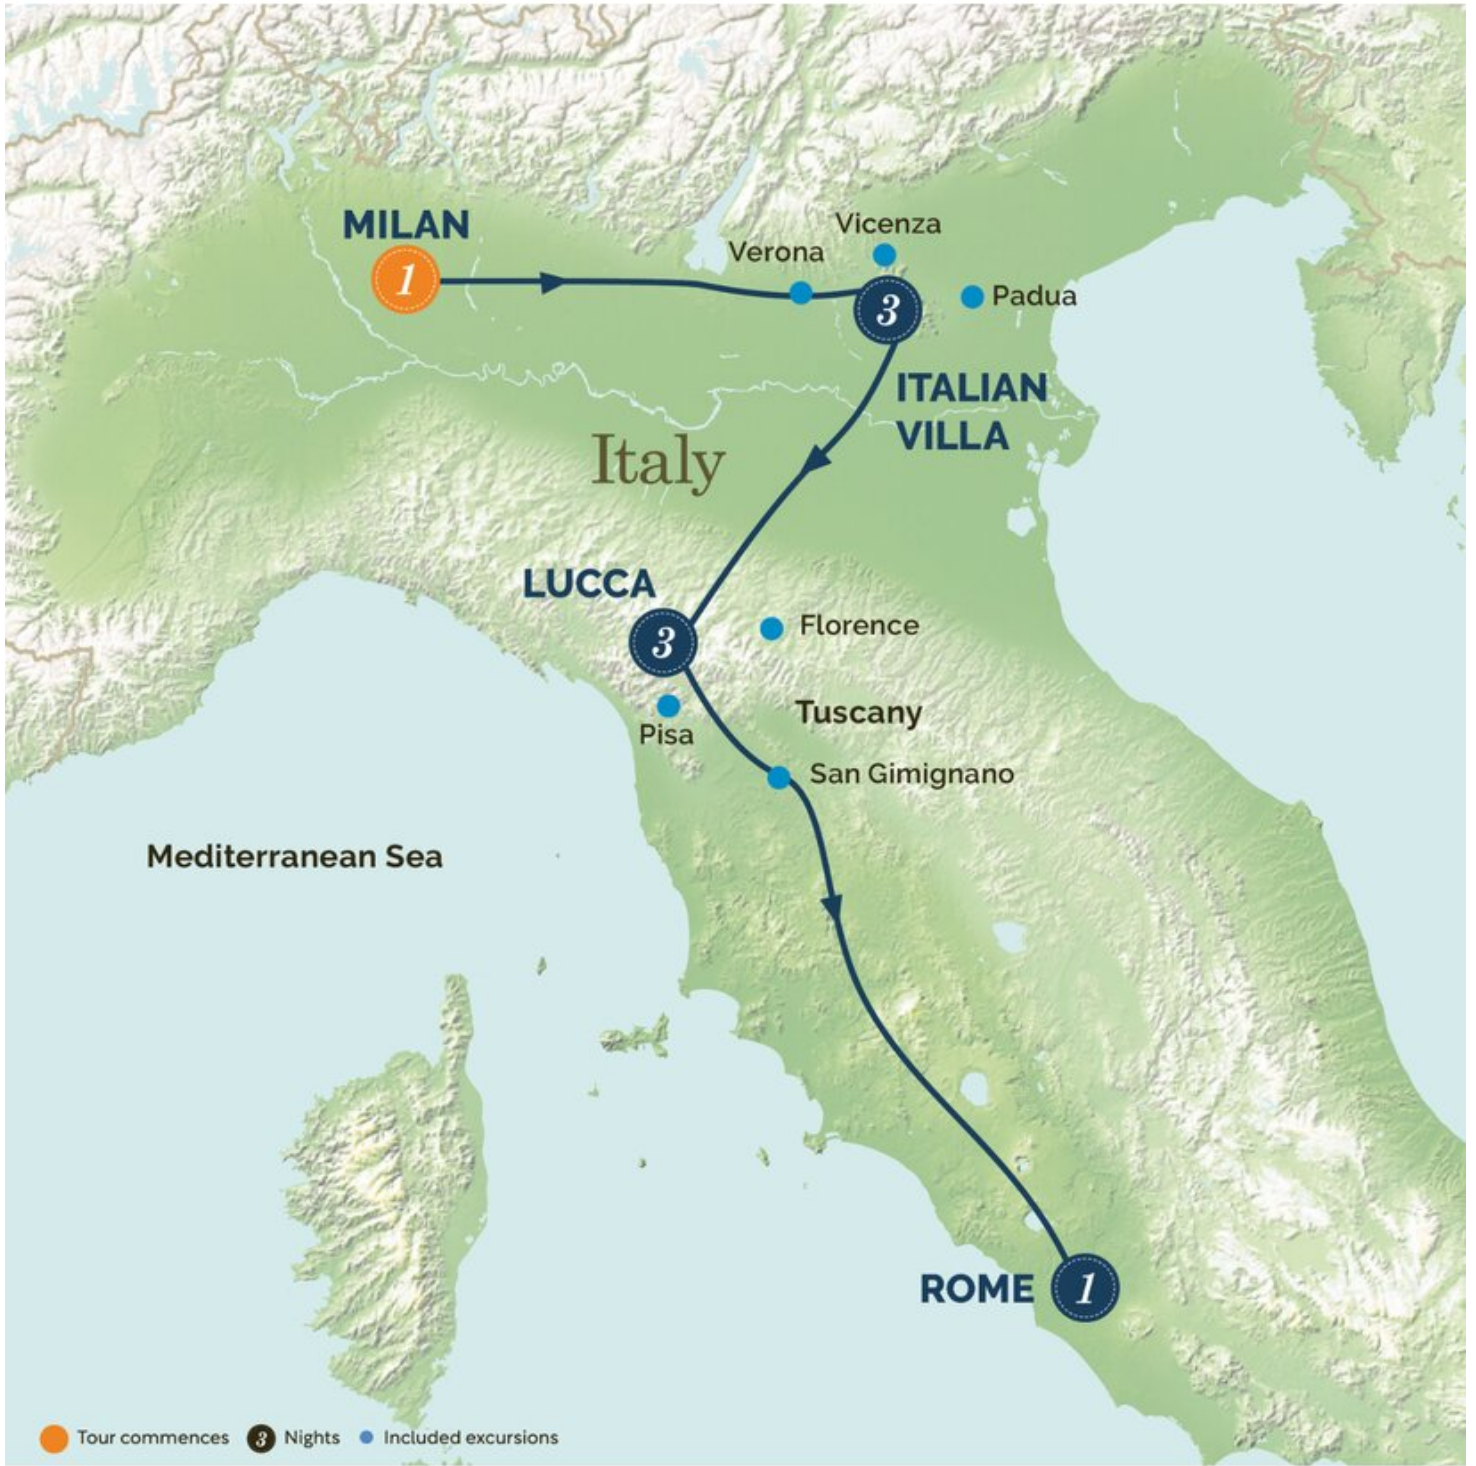 MILAN
1
Vicenza
Verona
3
Padua
ITALIAN
VILLA
Italy
LUCCA
3
Florence
Pisa
Tuscany
San Gimignano
Mediterranean Sea
ROME
1
Tour commences
3
Nights
Included excursions